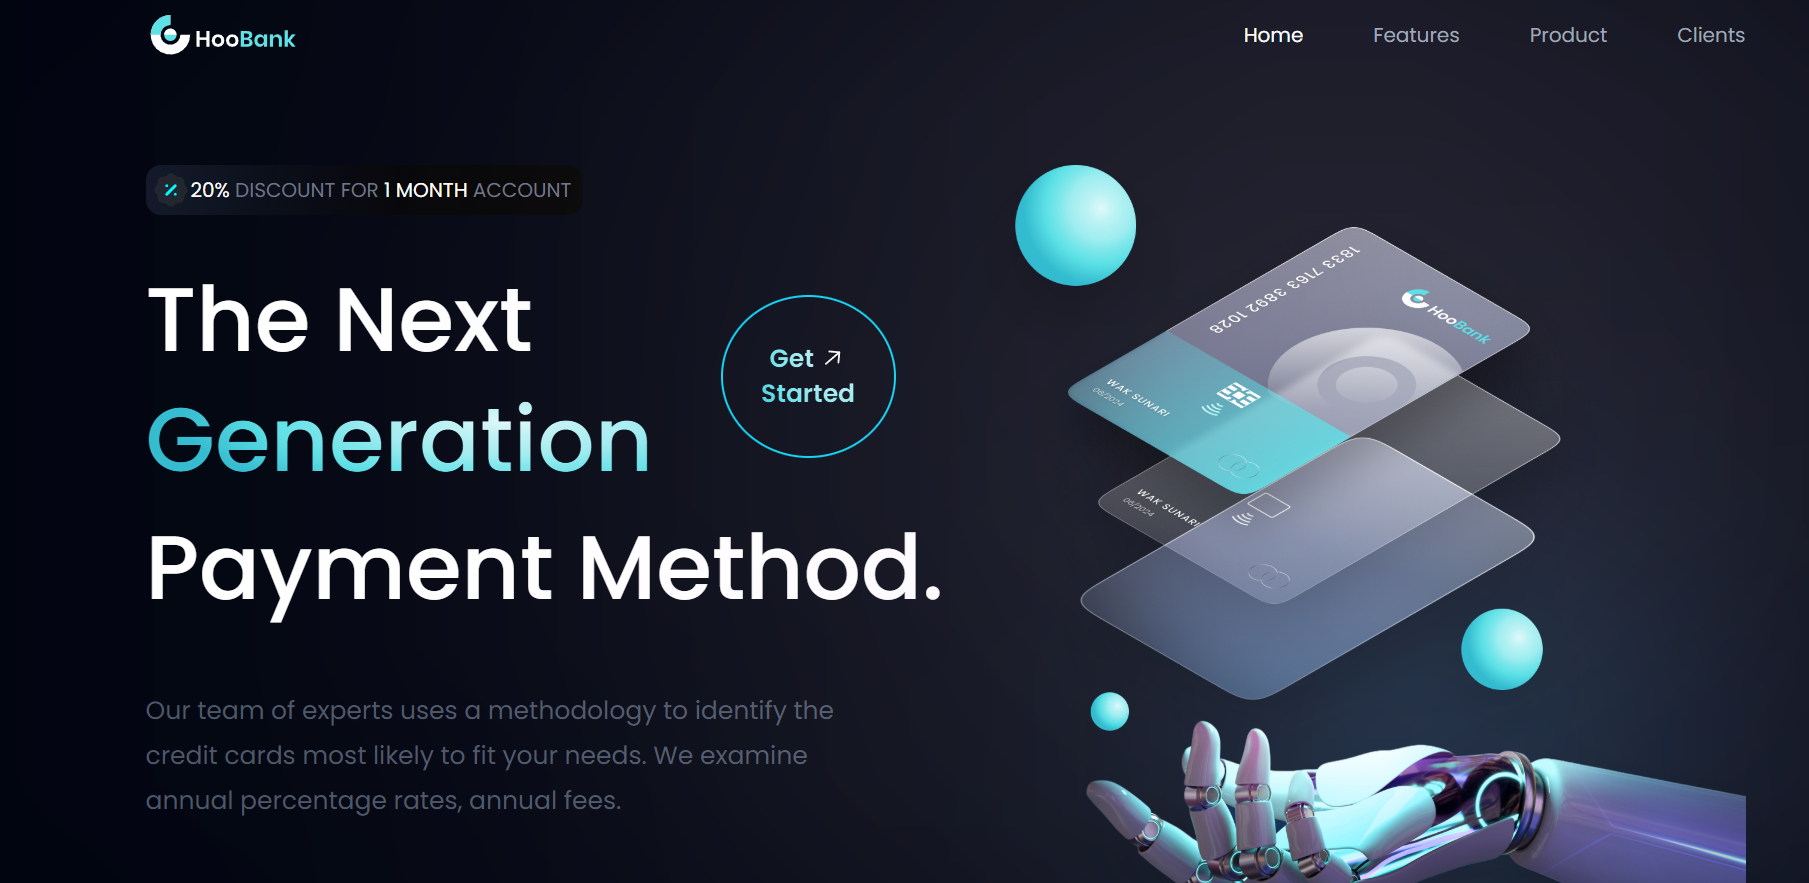 HooBank
Home Features Product Clients
20% DISCOUNT FOR 1 MONTH ACCOUNT
The Next
Generation
Payment Method.
Get
Started
Our team of experts uses a methodology to identify the
credit cards most likely to fit your needs. We examine
annual percentage rates, annual fees.
1833 7163 3892 1028
HooBank
WAK SUNARI
08/2024
WAK SUNARI
08/2024